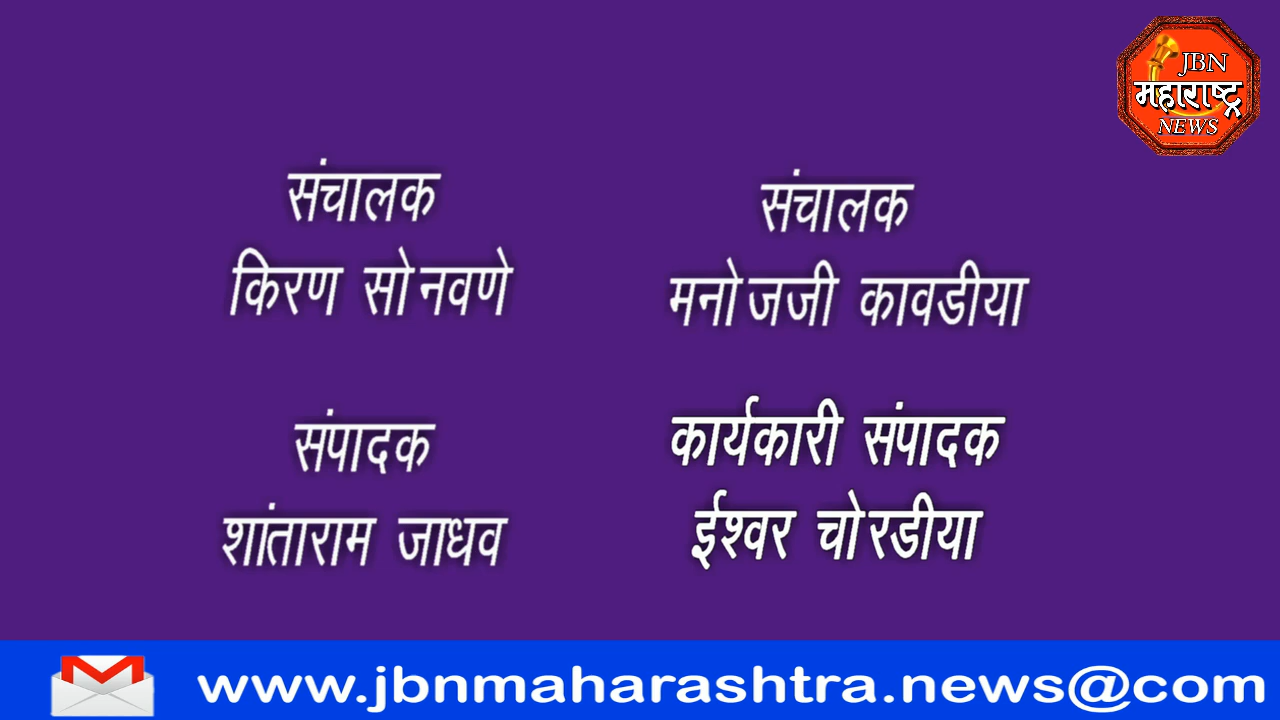 JBN
महाराष्ट्र
NEWS
संचालक
किरण सोनवणे
संचालक
मनोजजी कावडीया
संपादक
शांताराम जाधव
कार्यकारी संपादक
ईश्वर चोरडीया
www.jbnmaharashtra.news@com